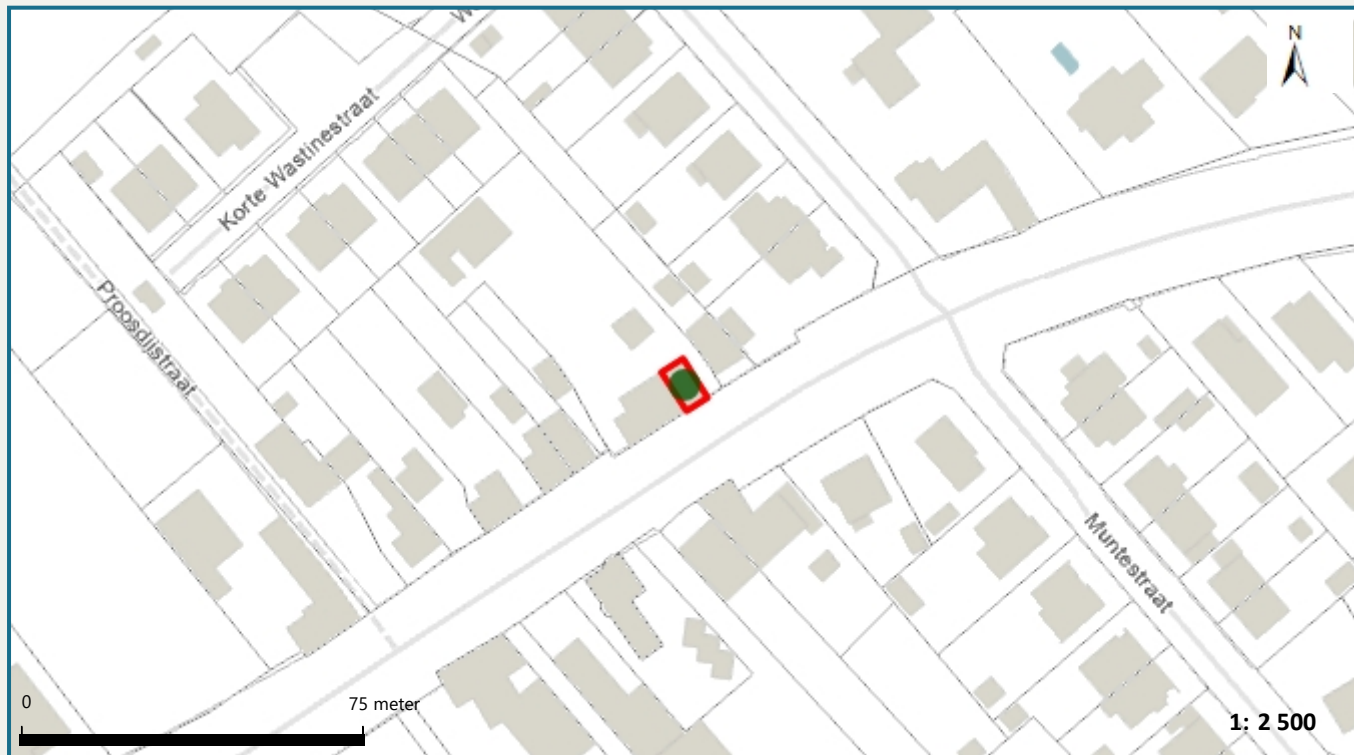 N
Korte Wastinestraat
Proosdijstraat
Muntestraat
0
75 meter
1: 2 500